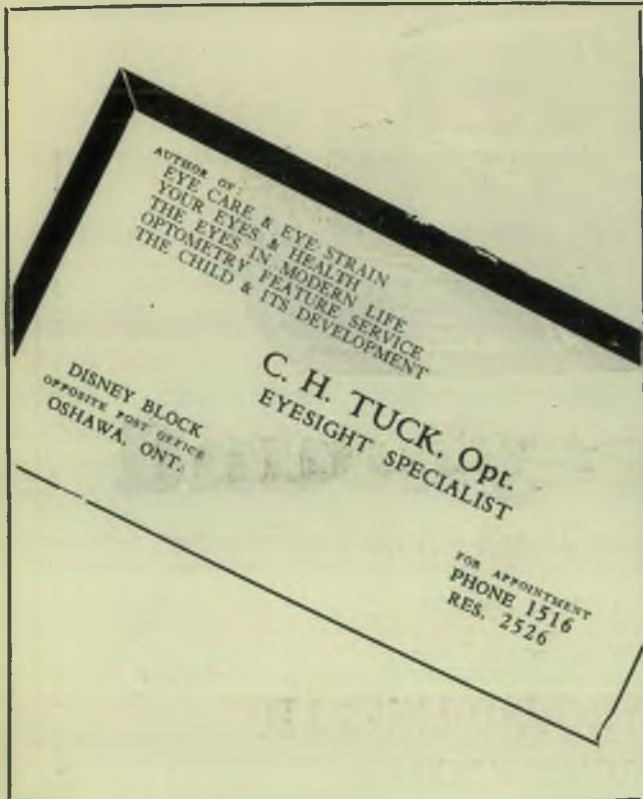 AUTHOR OF:
EYE CARE & EYE STRAIN
YOUR EYES & HEALTH
THE EYES IN MODERN LIFE
OPTOMETRY FEATURE SERVICE
THE CHILD & ITS DEVELOPMENT
C. H. TUCK, Opt.
EYESIGHT SPECIALIST
DISNEY BLOCK
OPPOSITE POST OFFICE
OSHAWA, ONT.
FOR APPOINTMENT
PHONE 1516
RES. 2526